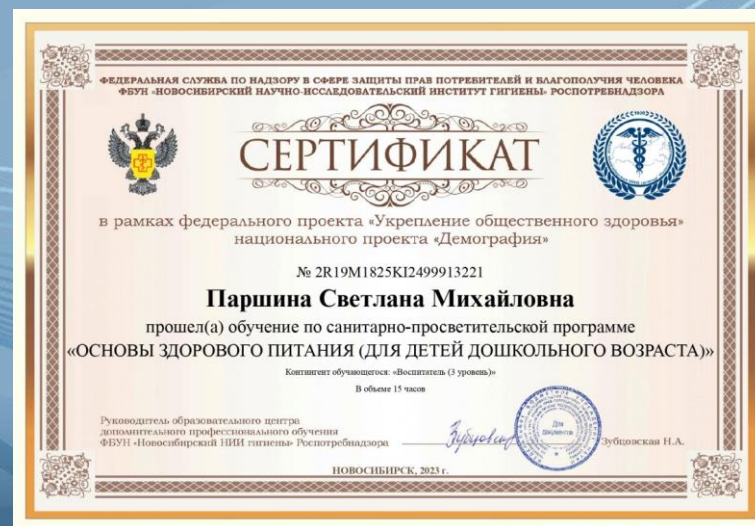 ФЕДЕРАЛЬНАЯ СЛУЖБА ПО НАДЗОРУ В СФЕРЕ ЗАЩИТЫ ПРАВ ПОТРЕБИТЕЛЕЙ И БЛАГОПОЛУЧИЯ ЧЕЛОВЕКА
ФБУН «НОВОСИБИРСКИЙ НАУЧНО-ИССЛЕДОВАТЕЛЬСКИЙ ИНСТИТУТ ГИГИЕНЫ» РОСПОТРЕБНАДЗОРА
СЕРТИФИКАТ
в рамках федерального проекта «Укрепление общественного здоровья»
национального проекта «Демография»
№ 2R19M1825KI2499913221
Паршина Светлана Михайловна
прошел(а) обучение по санитарно-просветительской программе
«ОСНОВЫ ЗДОРОВОГО ПИТАНИЯ (ДЛЯ ДЕТЕЙ ДОШКОЛЬНОГО ВОЗРАСТА)»
Контингент обучающегося: «Воспитатель (3 уровень)»
В объеме 15 часов
Руководитель образовательного центра
дополнительного профессионального обучения
ФБУН «Новосибирский НИИ гигиены» Роспотребнадзора
Для
документов
Зубцовская Н.А.
НОВОСИБИРСК, 2023 г.